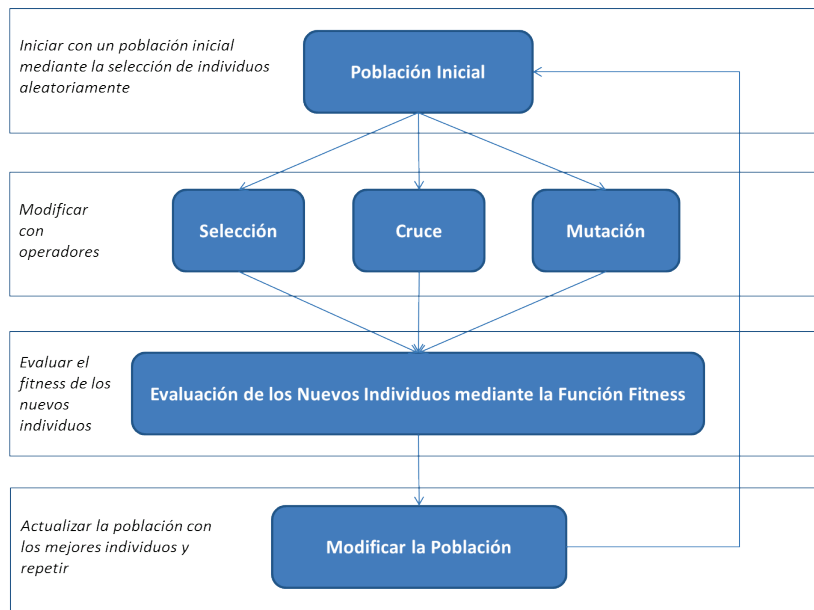 Iniciar con un población inicial
mediante la selección de individuos
aleatoriamente
Población Inicial
Modificar
con
operadores
Selección
Cruce
Mutación
Evaluar el
fitness de los
nuevos
individuos
Evaluación de los Nuevos Individuos mediante la Función Fitness
Actualizar la población con
los mejores individuos y
repetir
Modificar la Población